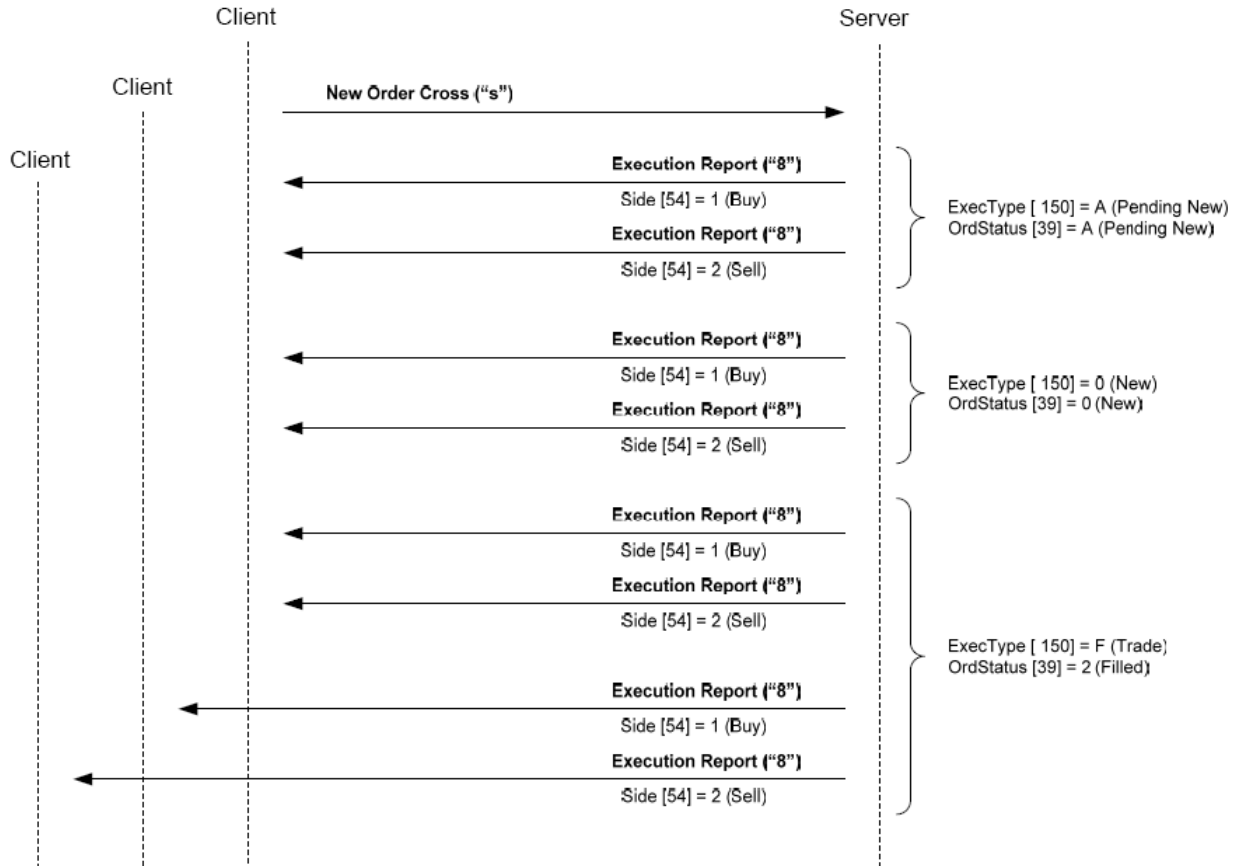 Client
Server
Client
Client
New Order Cross (“s”)
Execution Report (“8”)
Side [54] = 1 (Buy)
Execution Report (“8”)
Side [54] = 2 (Sell)
ExecType [ 150] = A (Pending New)
OrdStatus [39] = A (Pending New)
Execution Report (“8”)
Side [54] = 1 (Buy)
Execution Report (“8”)
Side [54] = 2 (Sell)
ExecType [ 150] = 0 (New)
OrdStatus [39] = 0 (New)
Execution Report (“8”)
Side [54] = 1 (Buy)
Execution Report (“8”)
Side [54] = 2 (Sell)
Execution Report (“8”)
Side [54] = 1 (Buy)
Execution Report (“8”)
Side [54] = 2 (Sell)
ExecType [ 150] = F (Trade)
OrdStatus [39] = 2 (Filled)